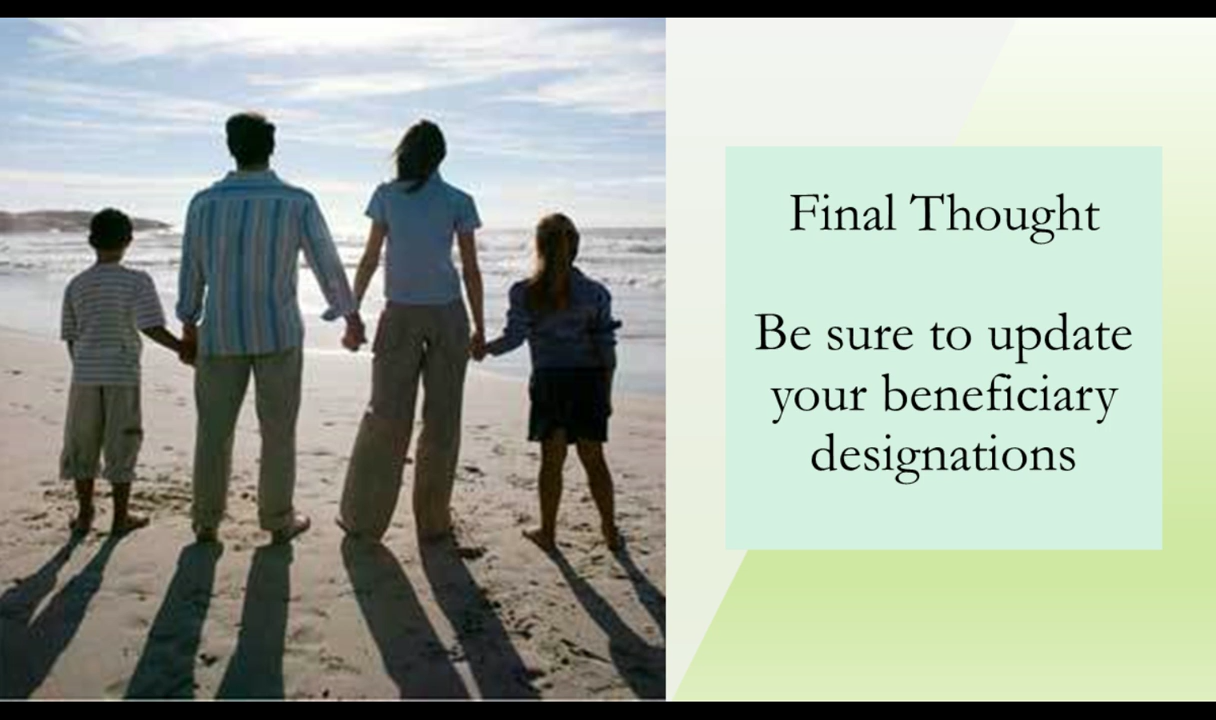 Final Thought
Be sure to update
your beneficiary
designations